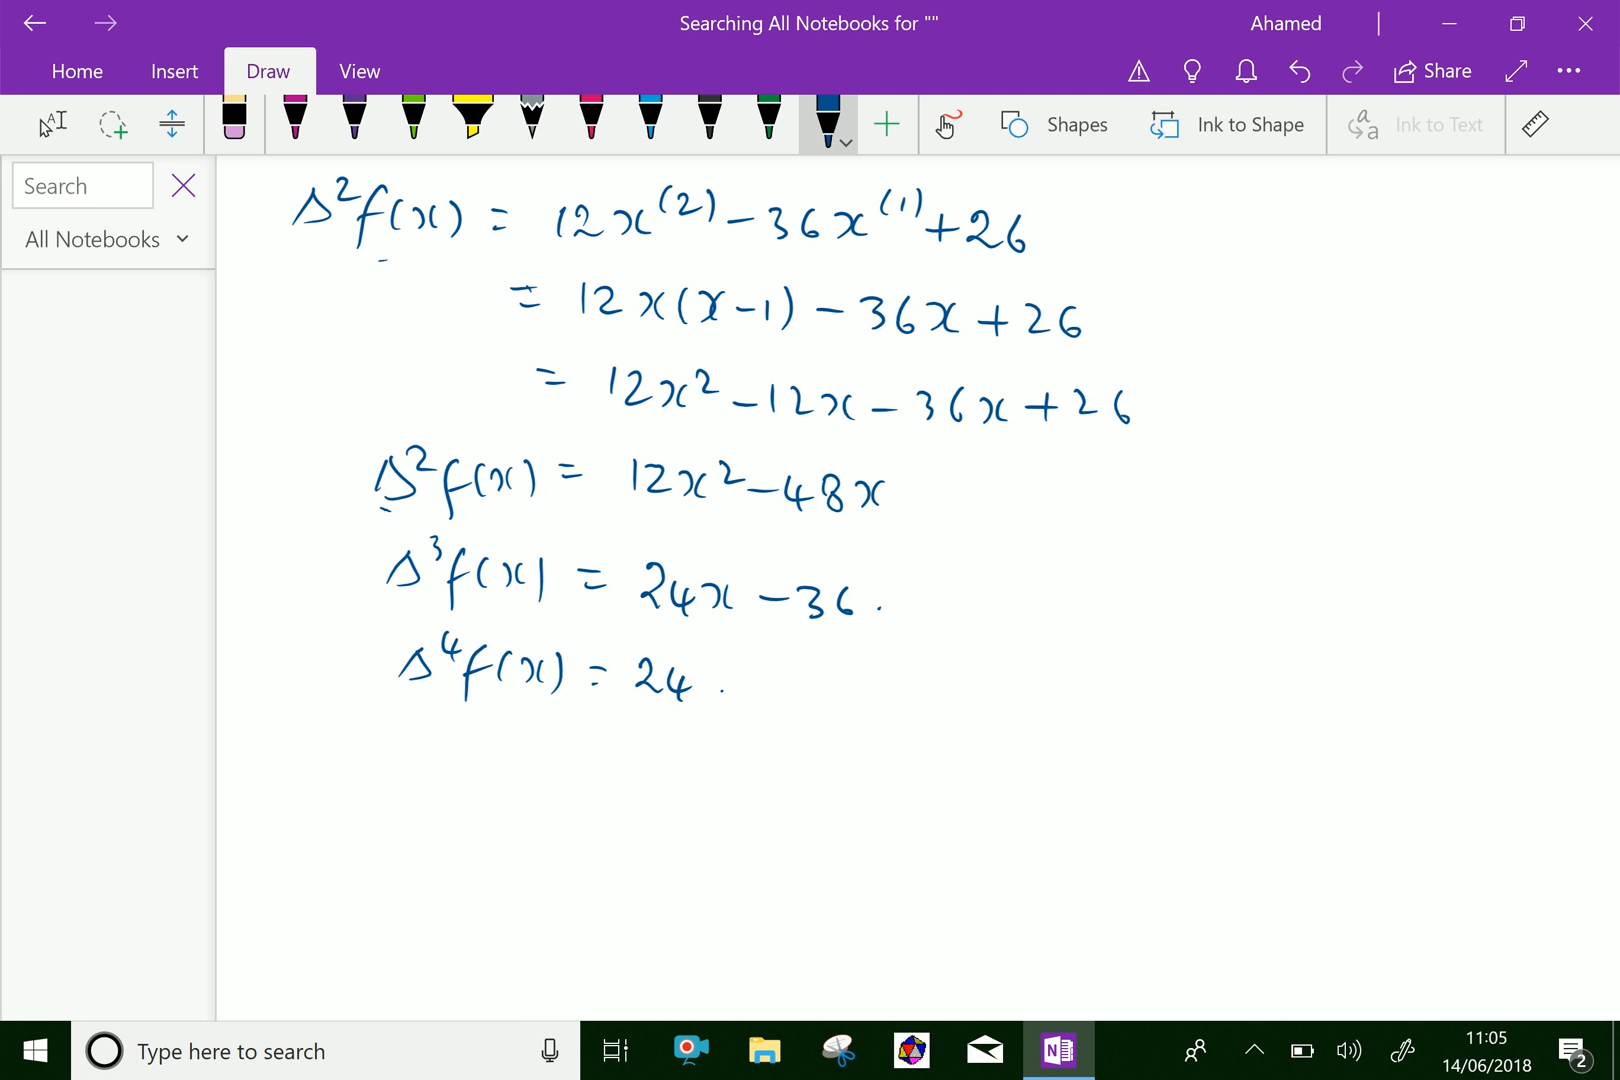 Searching All Notebooks for ""
Ahamed
Home Insert Draw View
Share
Shapes
Ink to Shape
Ink to Text
Search
All Notebooks
Δ²f(x) = 12x⁽²⁾ - 36x⁽¹⁾ + 26
= 12x(x-1) - 36x + 26
= 12x² - 12x - 36x + 26
Δ²f(x) = 12x² - 48x
Δ³f(x) = 24x - 36.
Δ⁴f(x) = 24.
Type here to search
11:05
14/06/2018
2